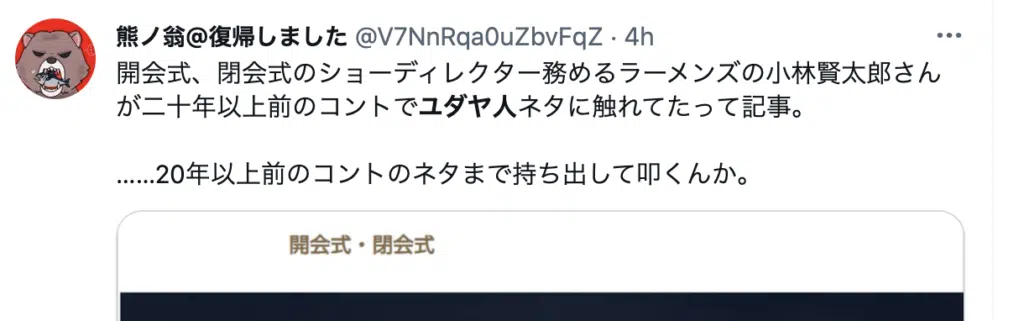 熊ノ翁@復帰しました @V7NnRqa0uZbvFqZ · 4h
開会式、閉会式のショーディレクター務めるラーメンズの小林賢太郎さん
が二十年以上前のコントでユダヤ人ネタに触れてたって記事。
……20年以上前のコントのネタまで持ち出して叩くんか。
開会式・閉会式